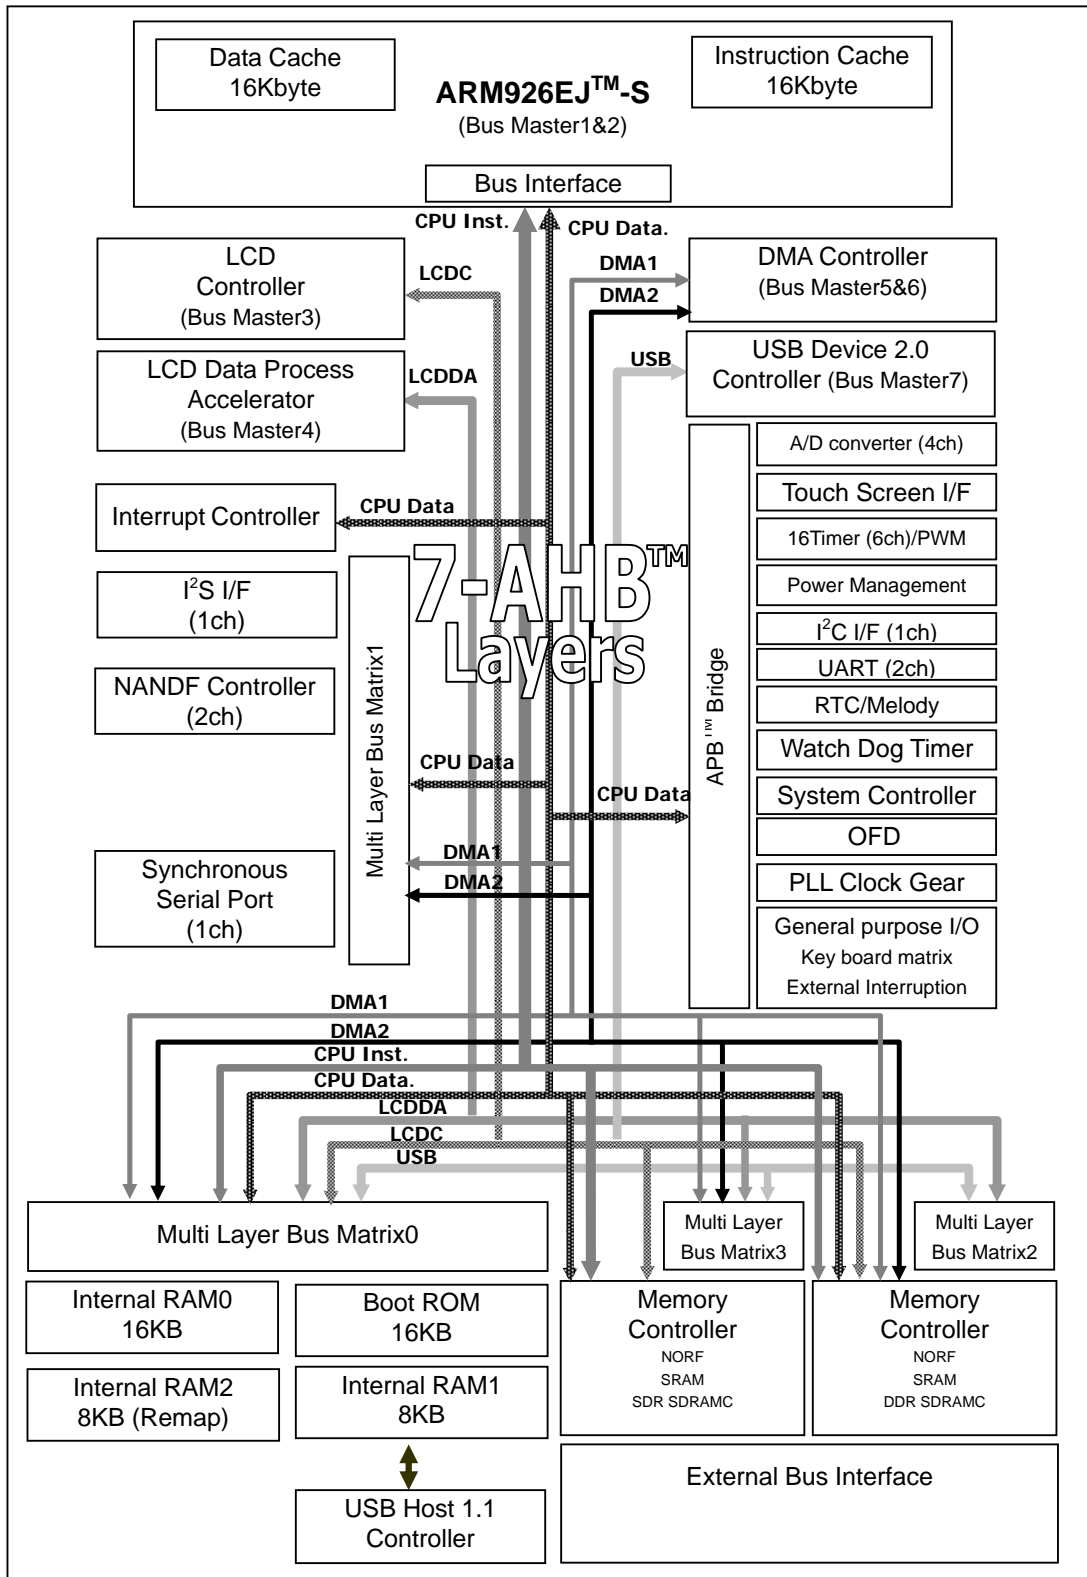 Data Cache
16Kbyte
Instruction Cache
16Kbyte
ARM926EJ™-S
(Bus Master1&2)
Bus Interface
CPU Inst.
CPU Data.
LCD
Controller
(Bus Master3)
LCDC
DMA1
DMA2
DMA Controller
(Bus Master5&6)
LCD Data Process
Accelerator
(Bus Master4)
LCDDA
USB
USB Device 2.0
Controller (Bus Master7)
A/D converter (4ch)
Touch Screen I/F
16Timer (6ch)/PWM
Power Management
I²C I/F (1ch)
UART (2ch)
RTC/Melody
Watch Dog Timer
System Controller
OFD
PLL Clock Gear
General purpose I/O
Key board matrix
External Interruption
APB™ Bridge
Interrupt Controller
CPU Data
7-AHB™
Layers
I²S I/F
(1ch)
NANDF Controller
(2ch)
Multi Layer Bus Matrix1
CPU Data
CPU Data
DMA1
DMA2
Synchronous
Serial Port
(1ch)
DMA1
DMA2
CPU Inst.
CPU Data.
LCDDA
LCDC
USB
Multi Layer Bus Matrix0
Multi Layer
Bus Matrix3
Multi Layer
Bus Matrix2
Internal RAM0
16KB
Boot ROM
16KB
Memory
Controller
NORF
SRAM
SDR SDRAMC
Memory
Controller
NORF
SRAM
DDR SDRAMC
Internal RAM2
8KB (Remap)
Internal RAM1
8KB
External Bus Interface
USB Host 1.1
Controller